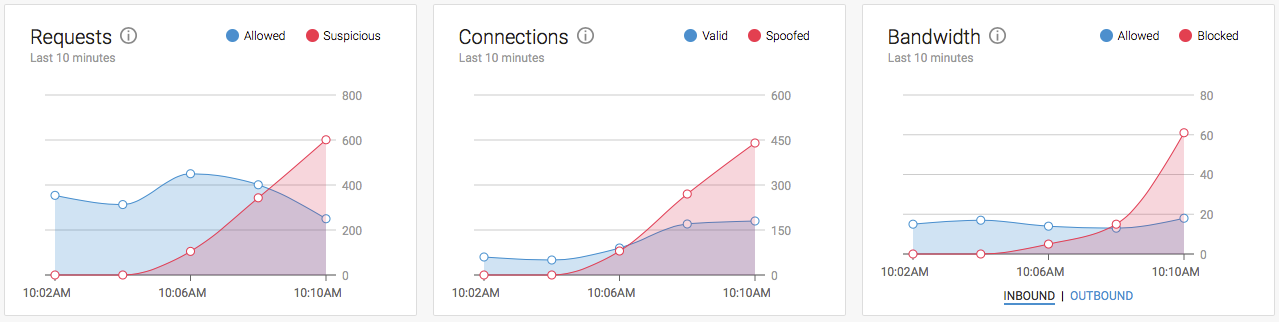 Requests Allowed Suspicious
Last 10 minutes
800
600
400
200
0
10:02AM 10:06AM 10:10AM
Connections Valid Spoofed
Last 10 minutes
600
450
300
150
0
10:02AM 10:06AM 10:10AM
Bandwidth Allowed Blocked
Last 10 minutes
80
60
40
20
0
10:02AM 10:06AM 10:10AM
INBOUND | OUTBOUND